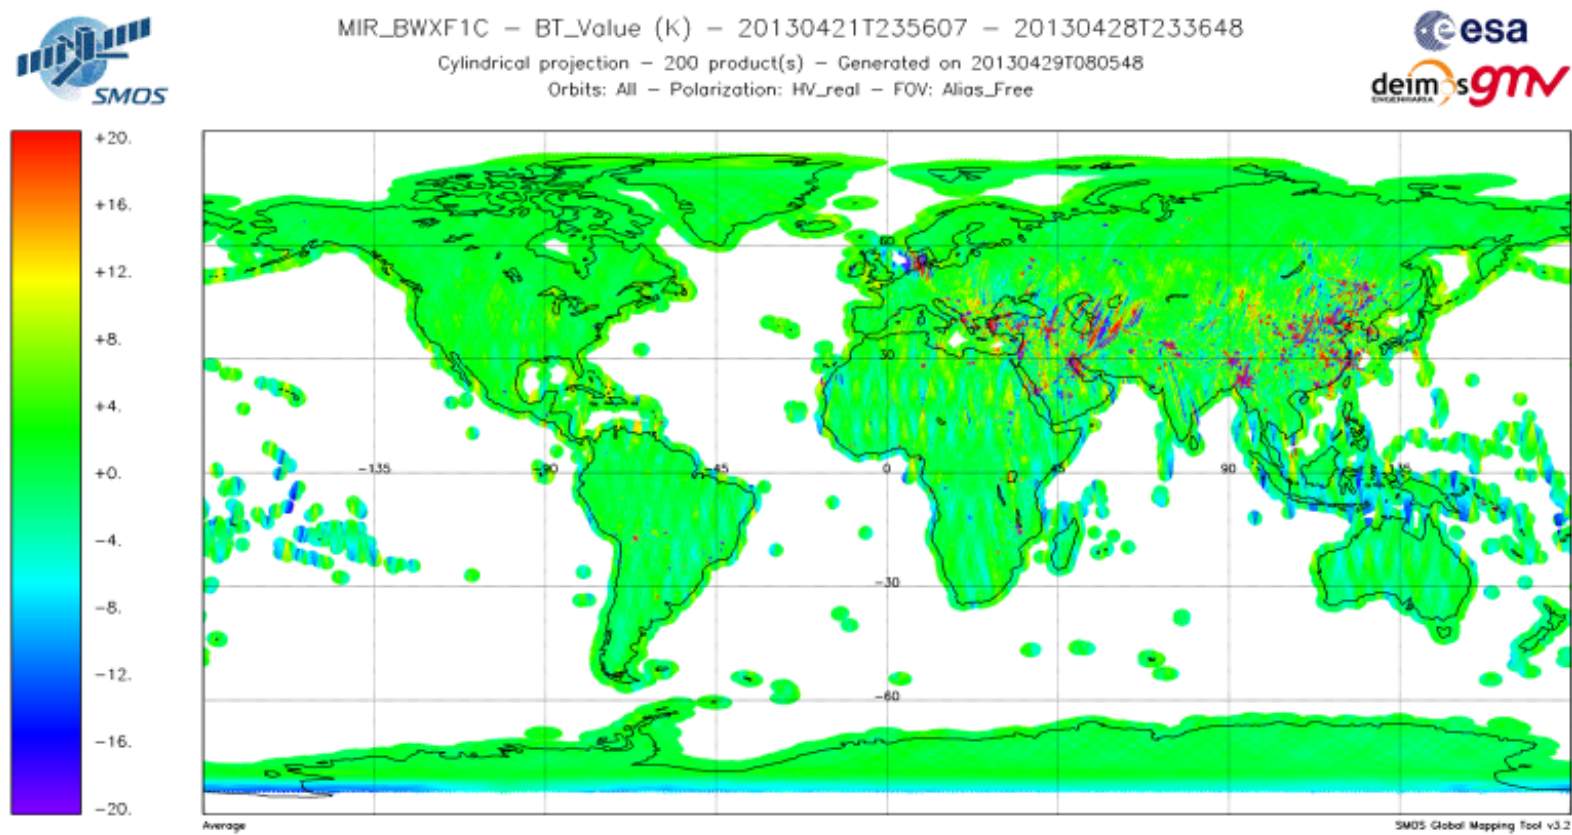 MIR_BWXF1C – BT_Value (K) – 20130421T235607 – 20130428T233648
Cylindrical projection – 200 product(s) – Generated on 20130429T080548
Orbits: All – Polarization: HV_real – FOV: Alias_Free
SMOS
esa
deimos
ENGENHARIA
gmv
+20.
+16.
+12.
+8.
+4.
+0.
−4.
−8.
−12.
−16.
−20.
60
30
−135
−90
−45
0
45
90
135
−30
−60
Average
SMOS Global Mapping Tool v3.2